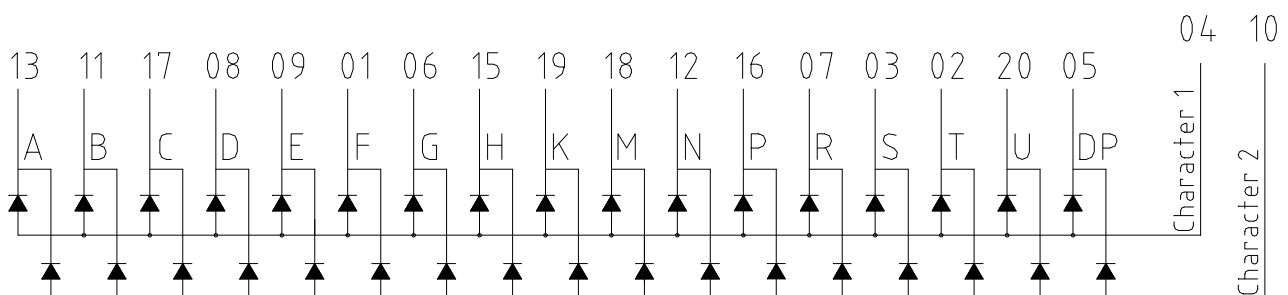 04 10
13 11 17 08 09 01 06 15 19 18 12 16 07 03 02 20 05
A B C D E F G H K M N P R S T U DP
Character 1
Character 2